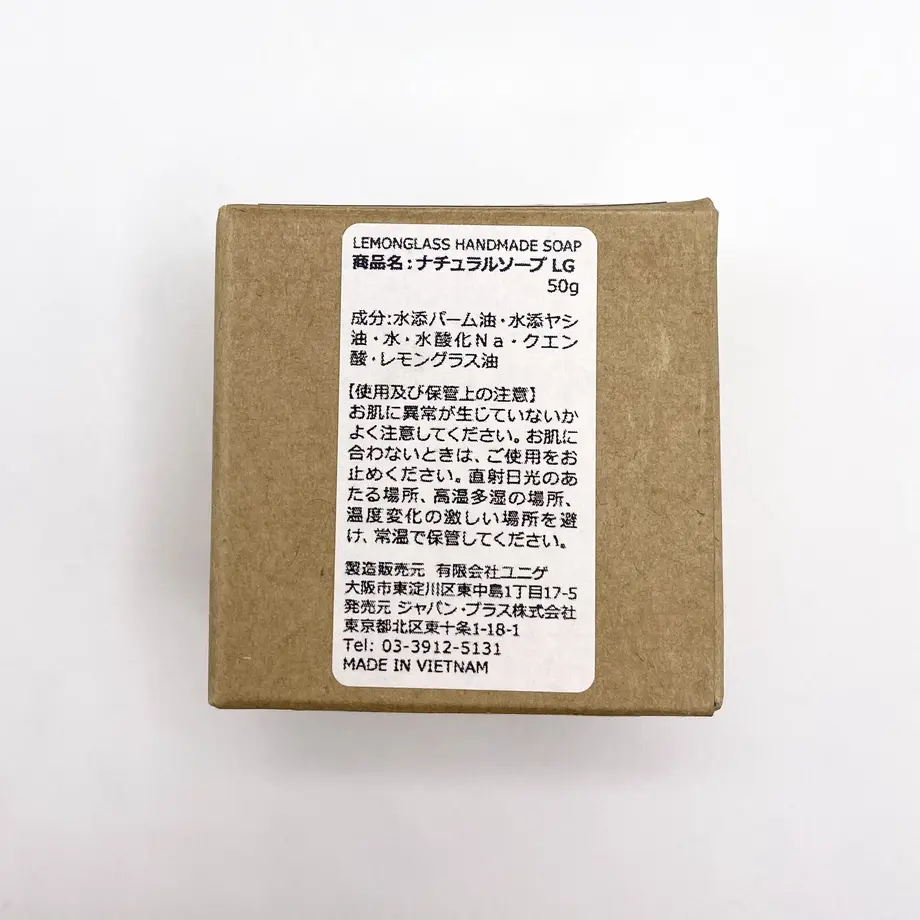 LEMONGLASS HANDMADE SOAP
商品名:ナチュラルソープ LG
50g
成分:水添パーム油・水添ヤシ
油・水・水酸化Na・クエン
酸・レモングラス油
【使用及び保管上の注意】
お肌に異常が生じていないか
よく注意してください。お肌に
合わないときは、ご使用をお
止めください。直射日光のあ
たる場所、高温多湿の場所、
温度変化の激しい場所を避
け、常温で保管してください。
製造販売元 有限会社ユニゲ
大阪市東淀川区東中島1丁目17-5
発売元 ジャパン・プラス株式会社
東京都北区東十条1-18-1
Tel: 03-3912-5131
MADE IN VIETNAM